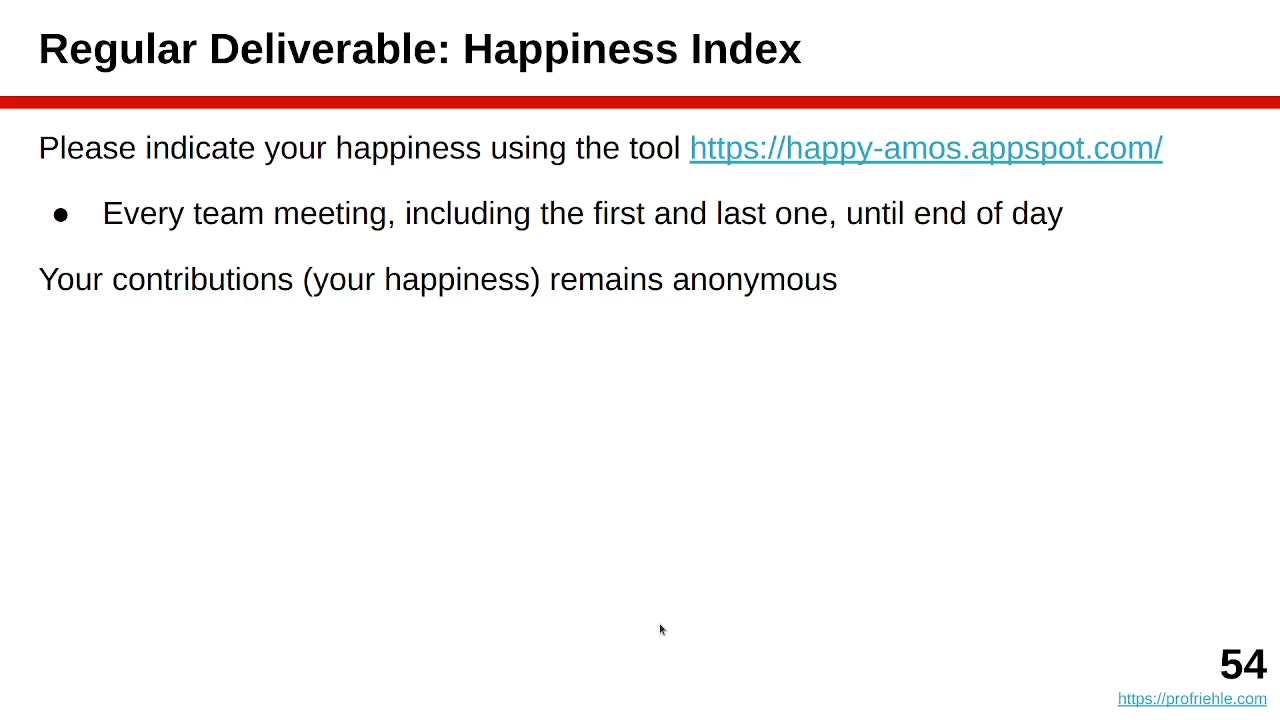 Regular Deliverable: Happiness Index
Please indicate your happiness using the tool https://happy-amos.appspot.com/
● Every team meeting, including the first and last one, until end of day
Your contributions (your happiness) remains anonymous
54
https://profriehle.com